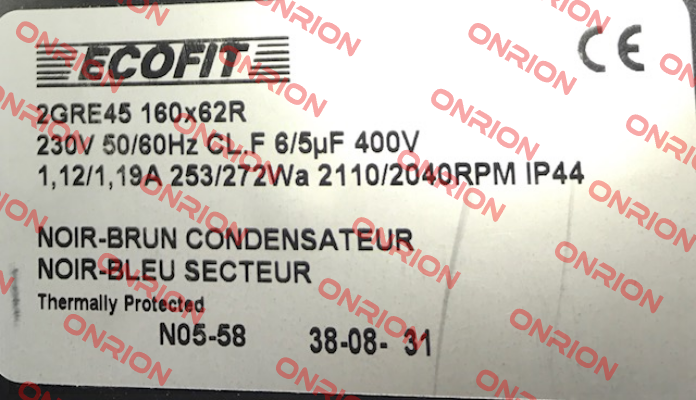 ECOFIT
CE
2GRE45 160x62R
230V 50/60Hz CL.F 6/5µF 400V
1,12/1,19A 253/272Wa 2110/2040RPM IP44
NOIR-BRUN CONDENSATEUR
NOIR-BLEU SECTEUR
Thermally Protected
N05-58 38-08- 31
ONRION